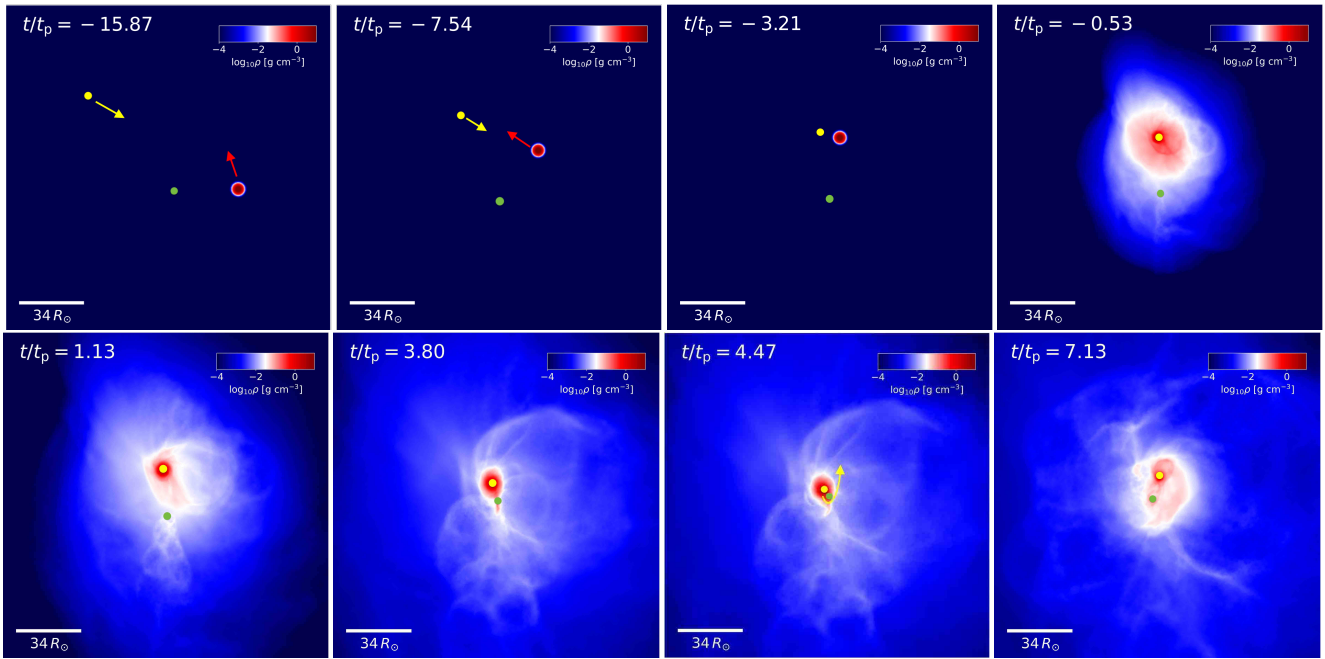 t/tp = − 15.87
−4 −2 0
log10ρ [g cm−3]
34 R⊙
t/tp = − 7.54
−4 −2 0
log10ρ [g cm−3]
34 R⊙
t/tp = − 3.21
−4 −2 0
log10ρ [g cm−3]
34 R⊙
t/tp = − 0.53
−4 −2 0
log10ρ [g cm−3]
34 R⊙
t/tp = 1.13
−4 −2 0
log10ρ [g cm−3]
34 R⊙
t/tp = 3.80
−4 −2 0
log10ρ [g cm−3]
34 R⊙
t/tp = 4.47
−4 −2 0
log10ρ [g cm−3]
34 R⊙
t/tp = 7.13
−4 −2 0
log10ρ [g cm−3]
34 R⊙